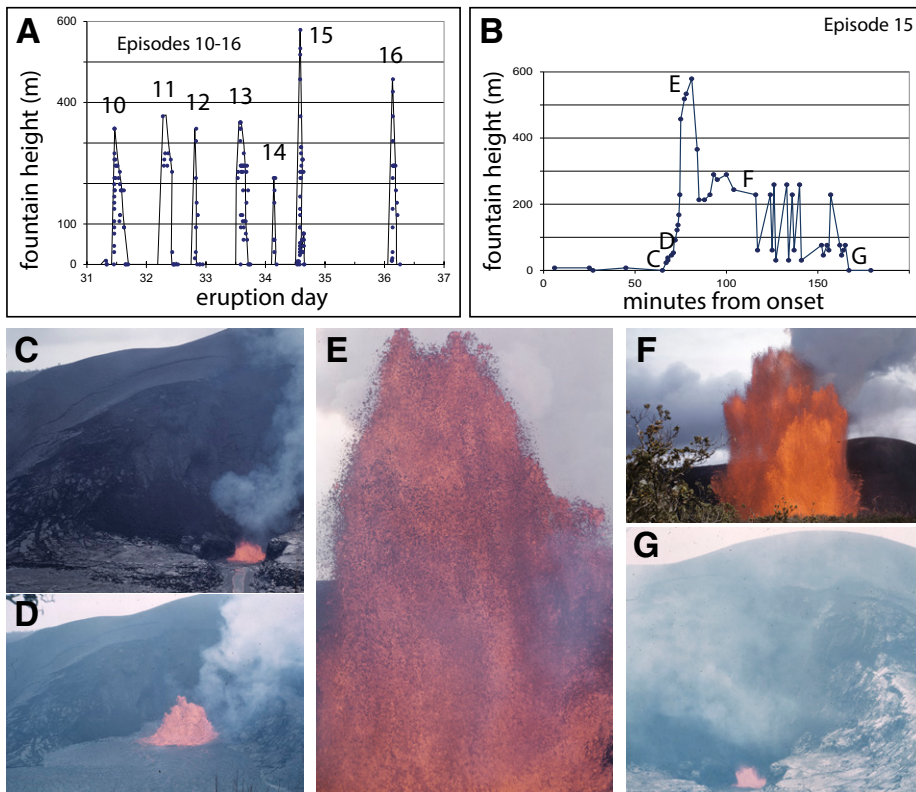 A
Episodes 10-16
fountain height (m)
600
400
100
0
10
11
12
13
14
15
16
31
32
33
34
35
36
37
eruption day
B
Episode 15
fountain height (m)
600
400
200
0
E
F
D
C
G
0
50
100
150
minutes from onset
C
D
E
F
G